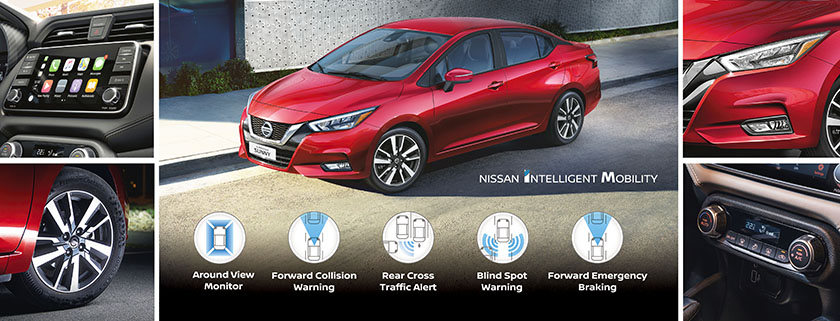 SUNNY
NISSAN INTELLIGENT MOBILITY
Around View
Monitor
Forward Collision
Warning
Rear Cross
Traffic Alert
Blind Spot
Warning
Forward Emergency
Braking